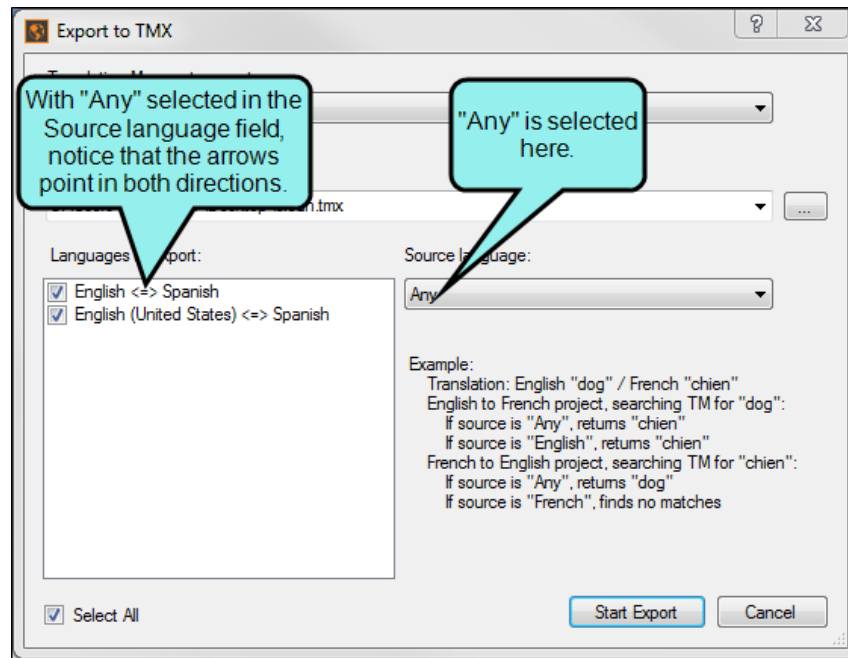 Export to TMX
With "Any" selected in the
Source language field,
notice that the arrows
point in both directions.
"Any" is selected
here.
...
Languages port:
Source language:
English <=> Spanish
English (United States) <=> Spanish
Any
Example:
Translation: English "dog" / French "chien"
English to French project, searching TM for "dog":
If source is "Any", returns "chien"
If source is "English", returns "chien"
French to English project, searching TM for "chien":
If source is "Any", returns "dog"
If source is "French", finds no matches
Select All
Start Export
Cancel